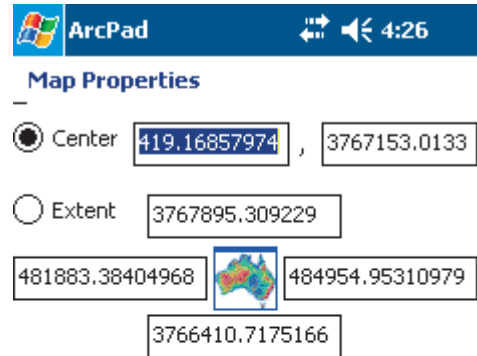 ArcPad 4:26
Map Properties
Center 419.16857974 , 3767153.0133
Extent 3767895.309229
481883.38404968 484954.95310979
3766410.7175166